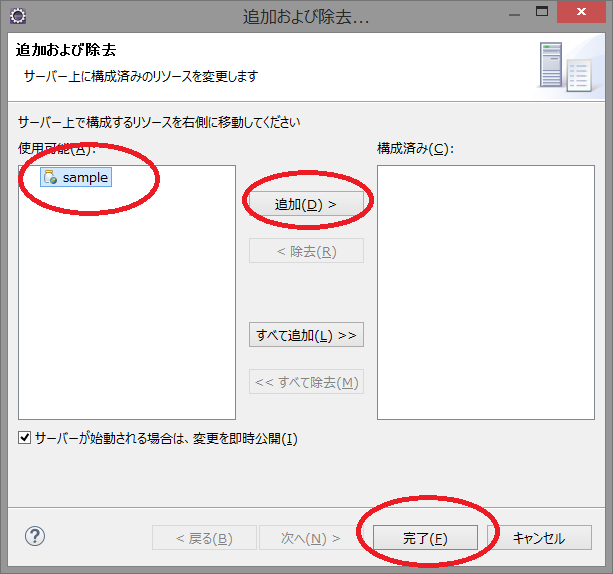 追加および除去...
追加および除去
サーバー上に構成済みのリソースを変更します
サーバー上で構成するリソースを右側に移動してください
使用可能(A):
構成済み(C):
sample
追加(D) >
< 除去(R)
すべて追加(L) >>
<< すべて除去(M)
サーバーが始動される場合は、変更を即時公開(I)
?
< 戻る(B)
次へ(N) >
完了(F)
キャンセル